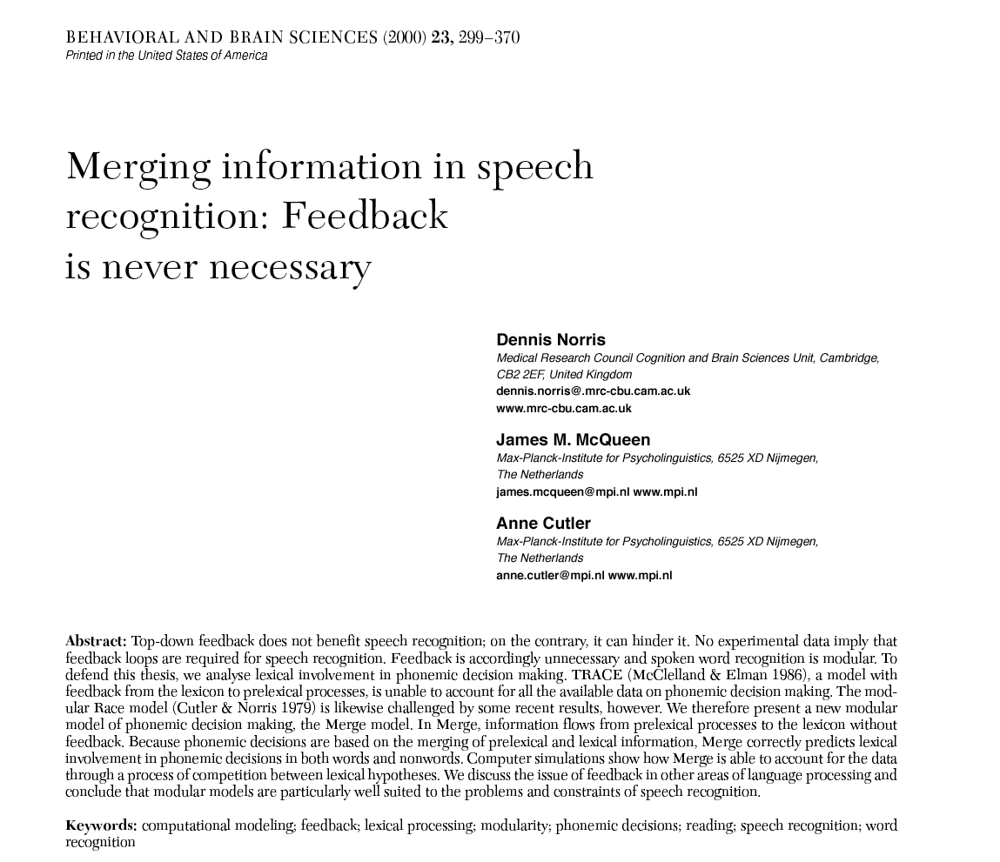 BEHAVIORAL AND BRAIN SCIENCES (2000) 23, 299–370
Printed in the United States of America
Merging information in speech
recognition: Feedback
is never necessary
Dennis Norris
Medical Research Council Cognition and Brain Sciences Unit, Cambridge,
CB2 2EF, United Kingdom
dennis.norris@.mrc-cbu.cam.ac.uk
www.mrc-cbu.cam.ac.uk
James M. McQueen
Max-Planck-Institute for Psycholinguistics, 6525 XD Nijmegen,
The Netherlands
james.mcqueen@mpi.nl www.mpi.nl
Anne Cutler
Max-Planck-Institute for Psycholinguistics, 6525 XD Nijmegen,
The Netherlands
anne.cutler@mpi.nl www.mpi.nl
Abstract: Top-down feedback does not benefit speech recognition; on the contrary, it can hinder it. No experimental data imply that
feedback loops are required for speech recognition. Feedback is accordingly unnecessary and spoken word recognition is modular. To
defend this thesis, we analyse lexical involvement in phonemic decision making. TRACE (McClelland & Elman 1986), a model with
feedback from the lexicon to prelexical processes, is unable to account for all the available data on phonemic decision making. The mod-
ular Race model (Cutler & Norris 1979) is likewise challenged by some recent results, however. We therefore present a new modular
model of phonemic decision making, the Merge model. In Merge, information flows from prelexical processes to the lexicon without
feedback. Because phonemic decisions are based on the merging of prelexical and lexical information, Merge correctly predicts lexical
involvement in phonemic decisions in both words and nonwords. Computer simulations show how Merge is able to account for the data
through a process of competition between lexical hypotheses. We discuss the issue of feedback in other areas of language processing and
conclude that modular models are particularly well suited to the problems and constraints of speech recognition.
Keywords: computational modeling; feedback; lexical processing; modularity; phonemic decisions; reading; speech recognition; word
recognition